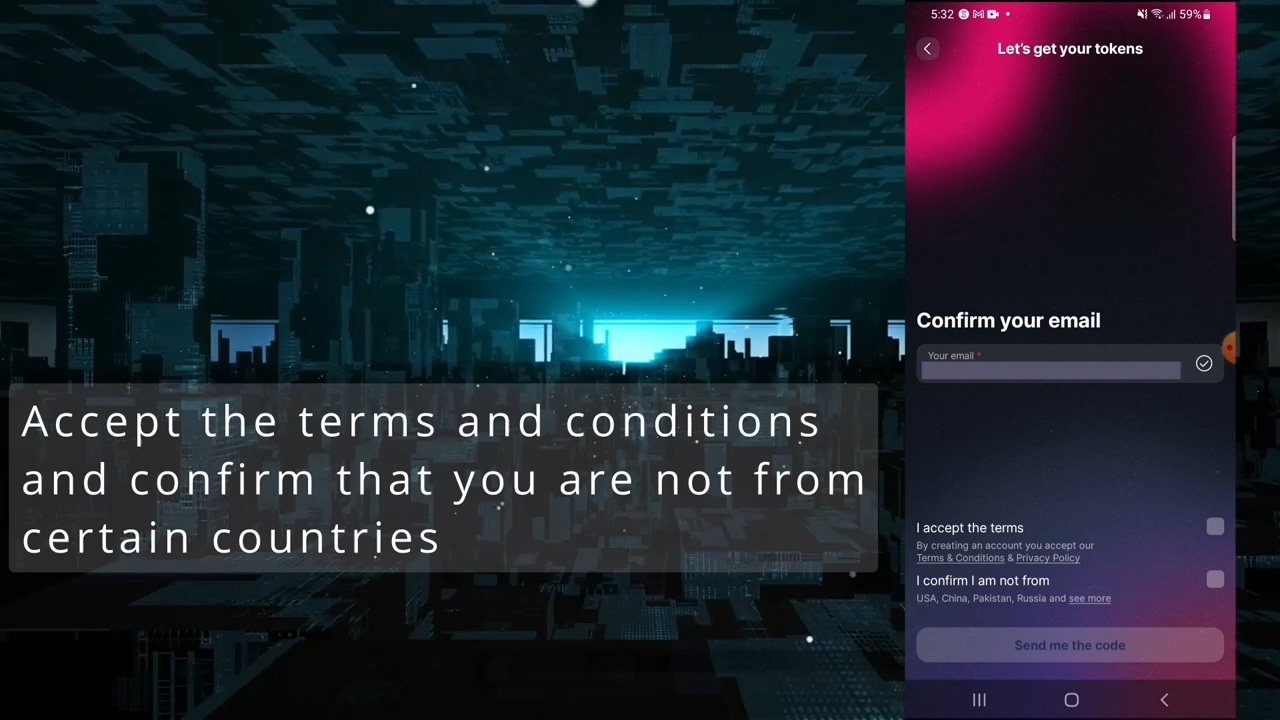 Accept the terms and conditions
and confirm that you are not from
certain countries
5:32
59%
Let's get your tokens
Confirm your email
Your email *
I accept the terms
By creating an account you accept our
Terms & Conditions & Privacy Policy
I confirm I am not from
USA, China, Pakistan, Russia and see more
Send me the code